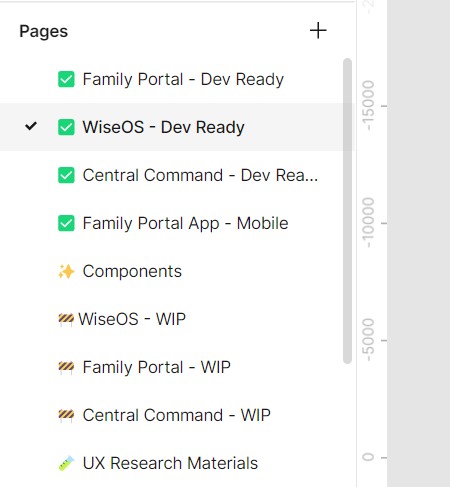 Pages
✅ Family Portal - Dev Ready
✅ WiseOS - Dev Ready
✅ Central Command - Dev Rea...
✅ Family Portal App - Mobile
✨ Components
🚧 WiseOS - WIP
🚧 Family Portal - WIP
🚧 Central Command - WIP
🧪 UX Research Materials
-15000
-10000
-5000
0